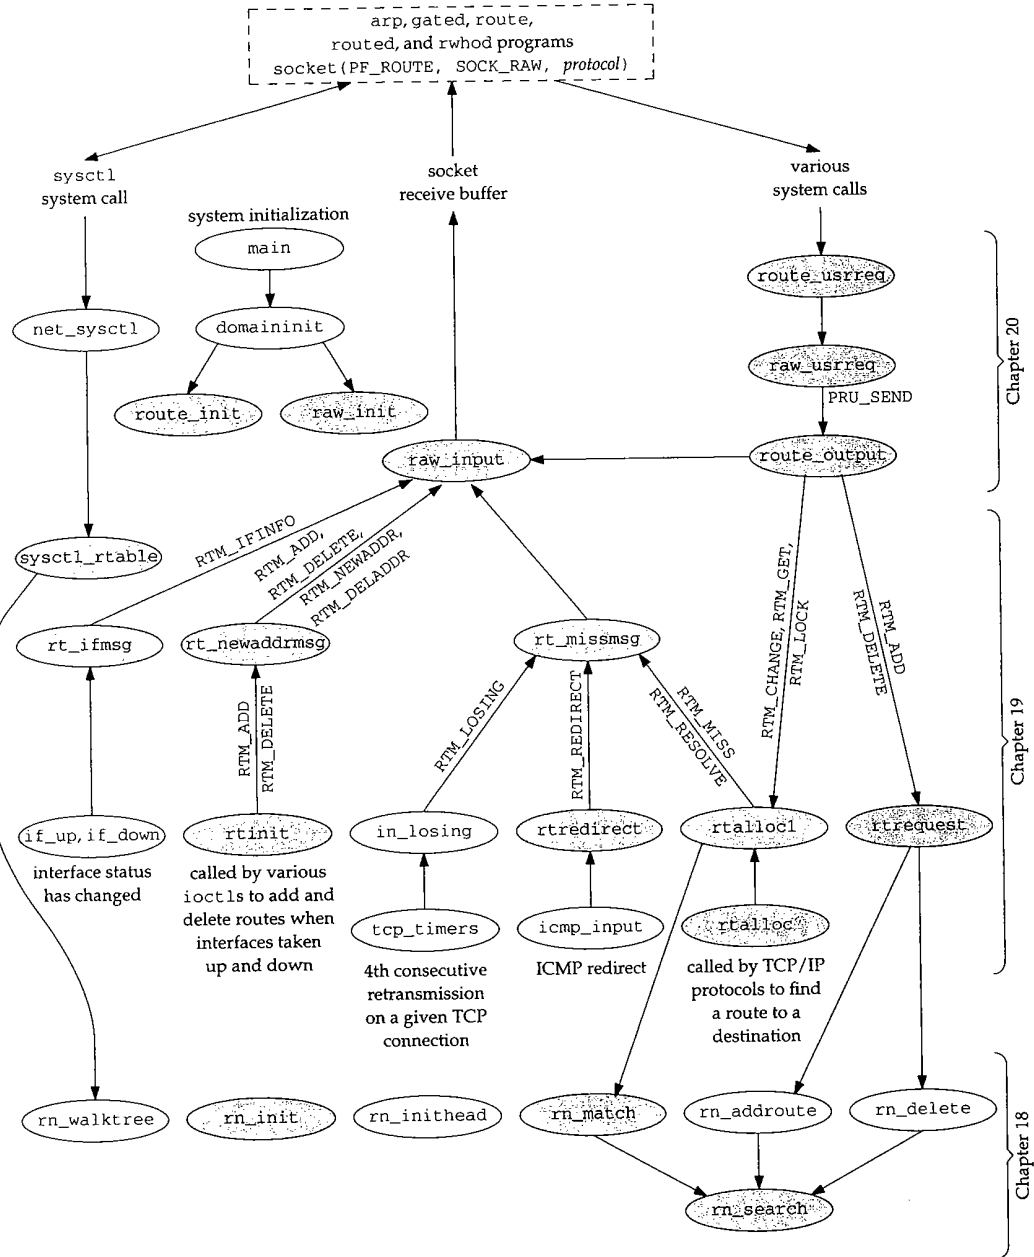 arp, gated, route,
routed, and rwhod programs
socket(PF_ROUTE, SOCK_RAW, protocol)
sysctl
system call
socket
receive buffer
various
system calls
system initialization
main
route_usrreq
net_sysctl
domaininit
raw_usrreq
PRU_SEND
route_init
raw_init
raw_input
route_output
Chapter 20
sysctl_rtable
RTM_IFINFO
RTM_ADD,
RTM_DELETE,
RTM_NEWADDR,
RTM_DELADDR
rt_ifmsg
rt_newaddrmsg
rt_missmsg
RTM_CHANGE, RTM_GET,
RTM_LOCK
RTM_ADD
RTM_DELETE
RTM_ADD
RTM_DELETE
RTM_LOSING
RTM_REDIRECT
RTM_MISS
RTM_RESOLVE
Chapter 19
if_up, if_down
rtinit
in_losing
rtredirect
rtalloc1
rtrequest
interface status
has changed
called by various
ioctls to add and
delete routes when
interfaces taken
up and down
tcp_timers
icmp_input
rtalloc
4th consecutive
retransmission
on a given TCP
connection
ICMP redirect
called by TCP/IP
protocols to find
a route to a
destination
rn_walktree
rn_init
rn_inithead
rn_match
rn_addroute
rn_delete
rn_search
Chapter 18